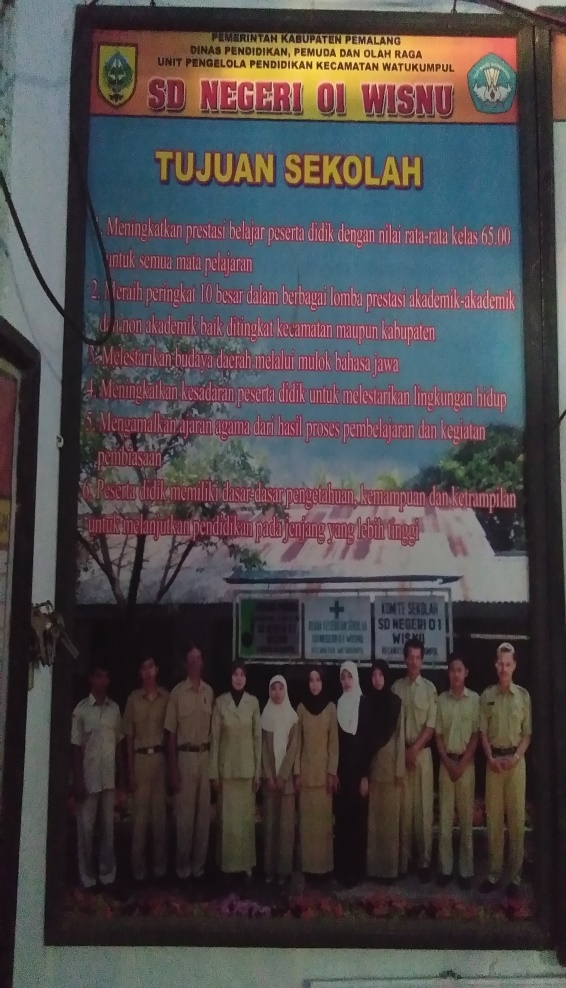 PEMERINTAH KABUPATEN PEMALANG
DINAS PENDIDIKAN, PEMUDA DAN OLAH RAGA
UNIT PENGELOLA PENDIDIKAN KECAMATAN WATUKUMPUL
SD NEGERI 01 WISNU
TUJUAN SEKOLAH
1. Meningkatkan prestasi belajar peserta didik dengan nilai rata-rata kelas 65.00
untuk semua mata pelajaran
2. Meraih peringkat 10 besar dalam berbagai lomba prestasi akademik-akademik
dan non akademik baik ditingkat kecamatan maupun kabupaten
3. Melestarikan budaya daerah melalui mulok bahasa jawa
4. Meningkatkan kesadaran peserta didik untuk melestarikan lingkungan hidup
5. Mengamalkan ajaran agama dari hasil proses pembelajaran dan kegiatan
pembiasaan
6. Peserta didik memiliki dasar-dasar pengetahuan, kemampuan dan ketrampilan
untuk melanjutkan pendidikan pada jenjang yang lebih tinggi
KOMITE SEKOLAH
SD NEGERI 01
WISNU